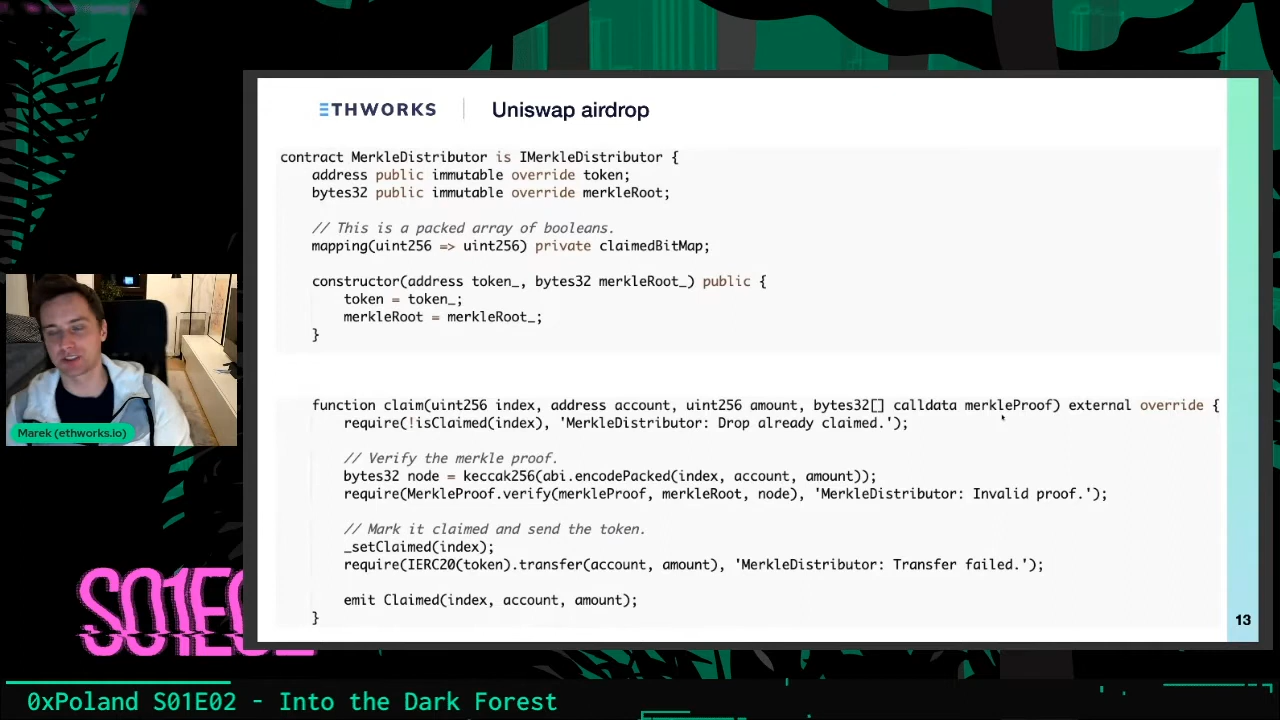 ΞTHWORKS
Uniswap airdrop
contract MerkleDistributor is IMerkleDistributor {
address public immutable override token;
bytes32 public immutable override merkleRoot;
// This is a packed array of booleans.
mapping(uint256 => uint256) private claimedBitMap;
constructor(address token_, bytes32 merkleRoot_) public {
token = token_;
merkleRoot = merkleRoot_;
}
function claim(uint256 index, address account, uint256 amount, bytes32[] calldata merkleProof) external override {
require(!isClaimed(index), 'MerkleDistributor: Drop already claimed.');
// Verify the merkle proof.
bytes32 node = keccak256(abi.encodePacked(index, account, amount));
require(MerkleProof.verify(merkleProof, merkleRoot, node), 'MerkleDistributor: Invalid proof.');
// Mark it claimed and send the token.
_setClaimed(index);
require(IERC20(token).transfer(account, amount), 'MerkleDistributor: Transfer failed.');
emit Claimed(index, account, amount);
}
13
Marek (ethworks.io)
0xPoland S01E02 - Into the Dark Forest